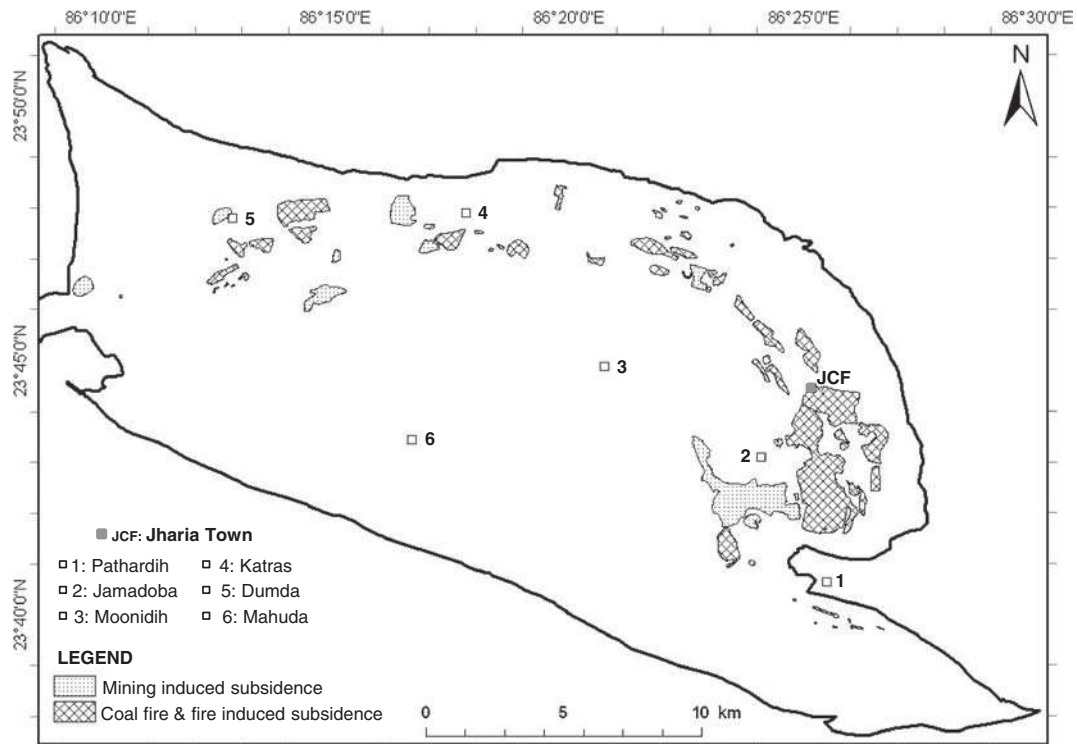 86°10'0"E 86°15'0"E 86°20'0"E 86°25'0"E 86°30'0"E
N
23°50'0"N
23°45'0"N
23°40'0"N
5
4
3
JCF
6
2
1
JCF: Jharia Town
1: Pathardih 4: Katras
2: Jamadoba 5: Dumda
3: Moonidih 6: Mahuda
LEGEND
Mining induced subsidence
Coal fire & fire induced subsidence
0 5 10 km